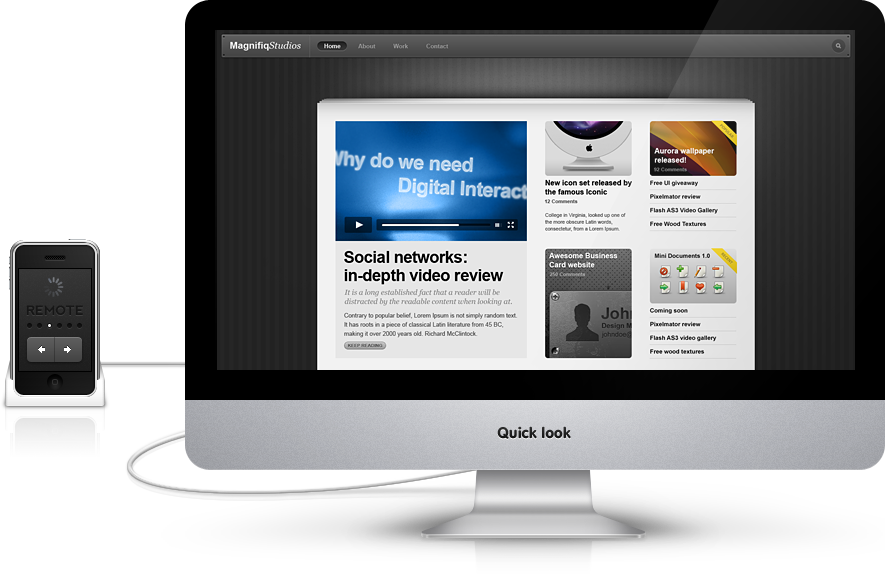 MagnifiqStudios
Home
About
Work
Contact
Why do we need
Digital Interact
Social networks:
in-depth video review
It is a long established fact that a reader will be
distracted by the readable content when looking at.
Contrary to popular belief, Lorem Ipsum is not simply random text.
It has roots in a piece of classical Latin literature from 45 BC,
making it over 2000 years old. Richard McClintock.
KEEP READING
New icon set released by
the famous Iconic
12 Comments
College in Virginia, looked up one of
the more obscure Latin words,
consectetur, from a Lorem Ipsum.
Awesome Business
Card website
350 Comments
John
Design M
johndoe@
Aurora wallpaper
released!
92 Comments
Free UI giveaway
Pixelmator review
Flash AS3 Video Gallery
Free Wood Textures
Mini Documents 1.0
Coming soon
Pixelmator review
Flash AS3 video gallery
Free wood textures
REMOTE
Quick look